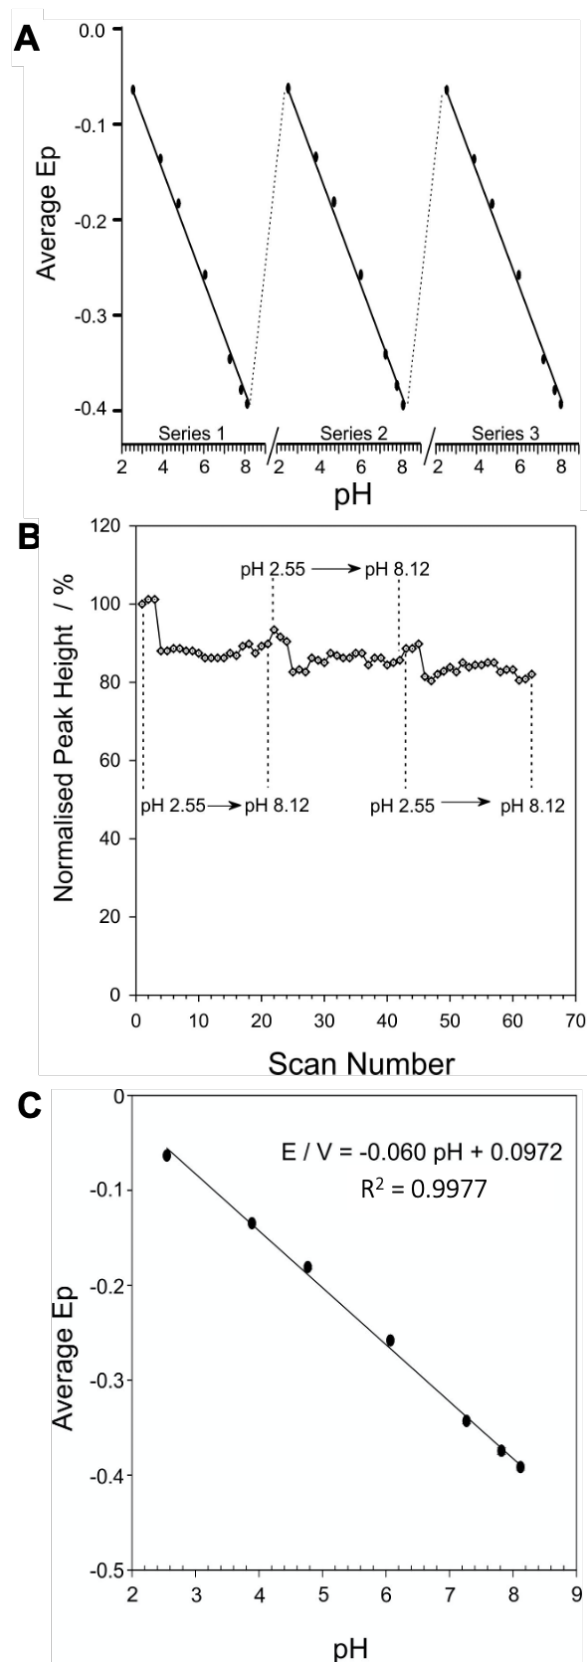 A
0.0
-0.1
-0.2
-0.3
-0.4
Average Ep
Series 1 Series 2 Series 3
2 4 6 8 2 4 6 8 2 4 6 8
pH
B
120
100
80
60
40
20
0
Normalised Peak Height / %
pH 2.55 pH 8.12
pH 2.55 pH 8.12
pH 2.55 pH 8.12
0 10 20 30 40 50 60 70
Scan Number
C
0
-0.1
-0.2
-0.3
-0.4
-0.5
Average Ep
E / V = -0.060 pH + 0.0972
R² = 0.9977
2 3 4 5 6 7 8 9
pH